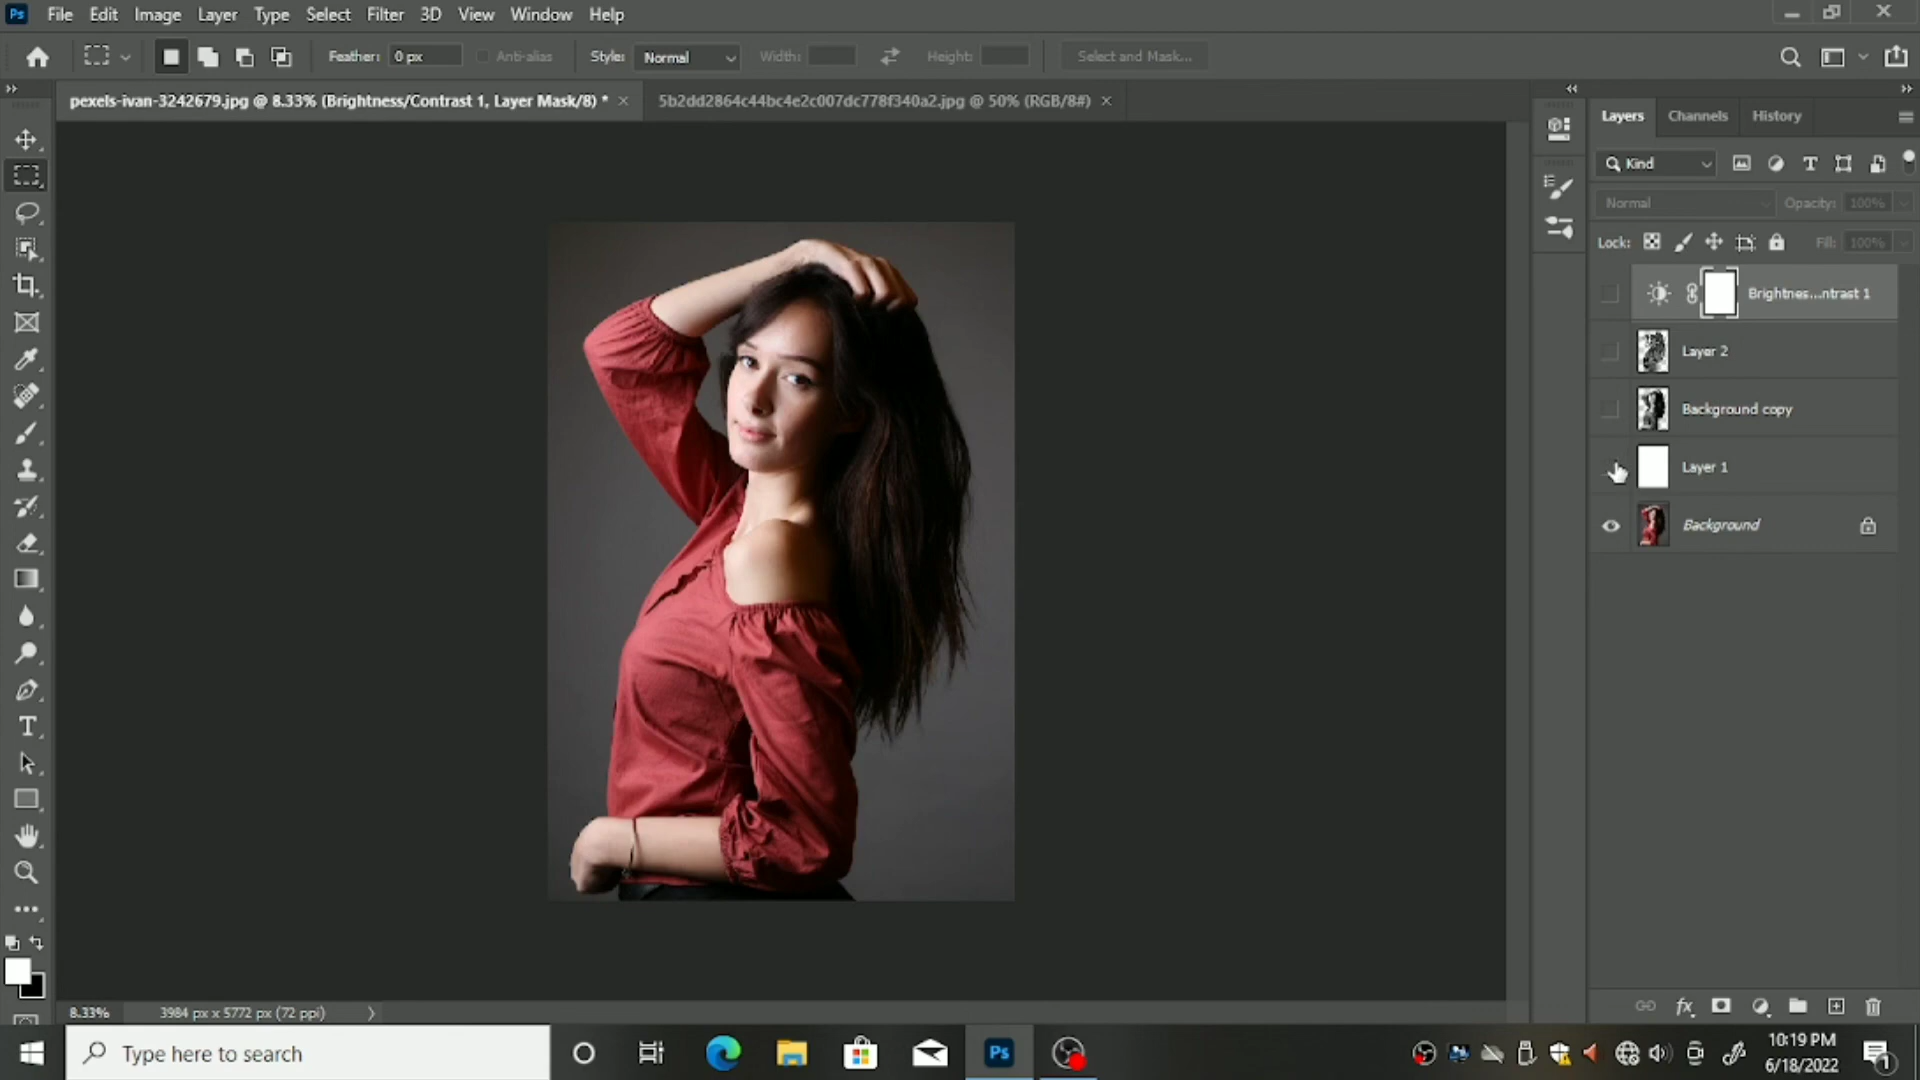 Ps File Edit Image Layer Type Select Filter 3D View Window Help
Feather: 0 px Anti-alias Style: Normal Width: Height: Select and Mask...
pexels-ivan-3242679.jpg @ 8.33% (Brightness/Contrast 1, Layer Mask/8) * 5b2dd2864c44bc4e2c007dc778f340a2.jpg @ 50% (RGB/8#)
Layers Channels History
Kind
Normal Opacity: 100%
Lock: Fill: 100%
Brightnes...ntrast 1
Layer 2
Background copy
Layer 1
Background
fx
8.33% 3984 px x 5772 px (72 ppi)
Type here to search
Ps
10:19 PM
6/18/2022
1